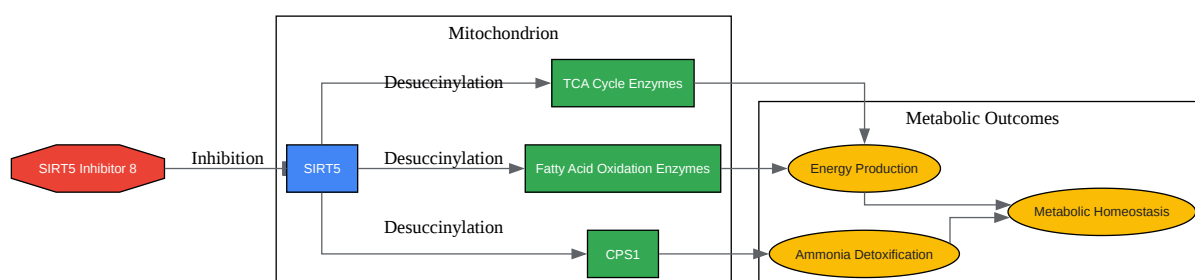 Mitochondrion
Desuccinylation
TCA Cycle Enzymes
Metabolic Outcomes
SIRT5 Inhibitor 8
Inhibition
SIRT5
Desuccinylation
Fatty Acid Oxidation Enzymes
Energy Production
Metabolic Homeostasis
Desuccinylation
CPS1
Ammonia Detoxification